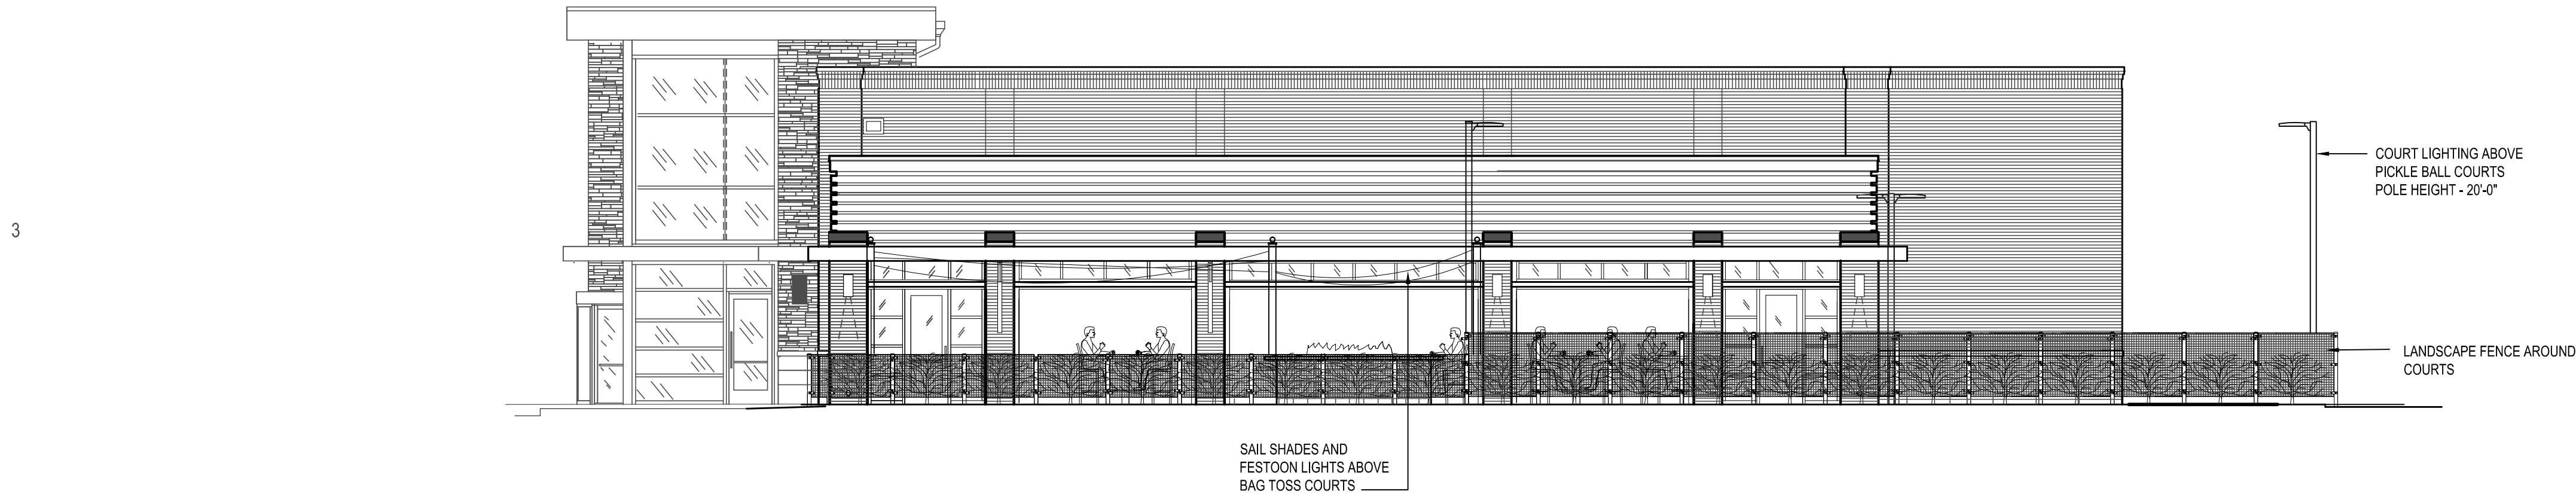 3
COURT LIGHTING ABOVE
PICKLE BALL COURTS
POLE HEIGHT - 20'-0"
LANDSCAPE FENCE AROUND
COURTS
SAIL SHADES AND
FESTOON LIGHTS ABOVE
BAG TOSS COURTS